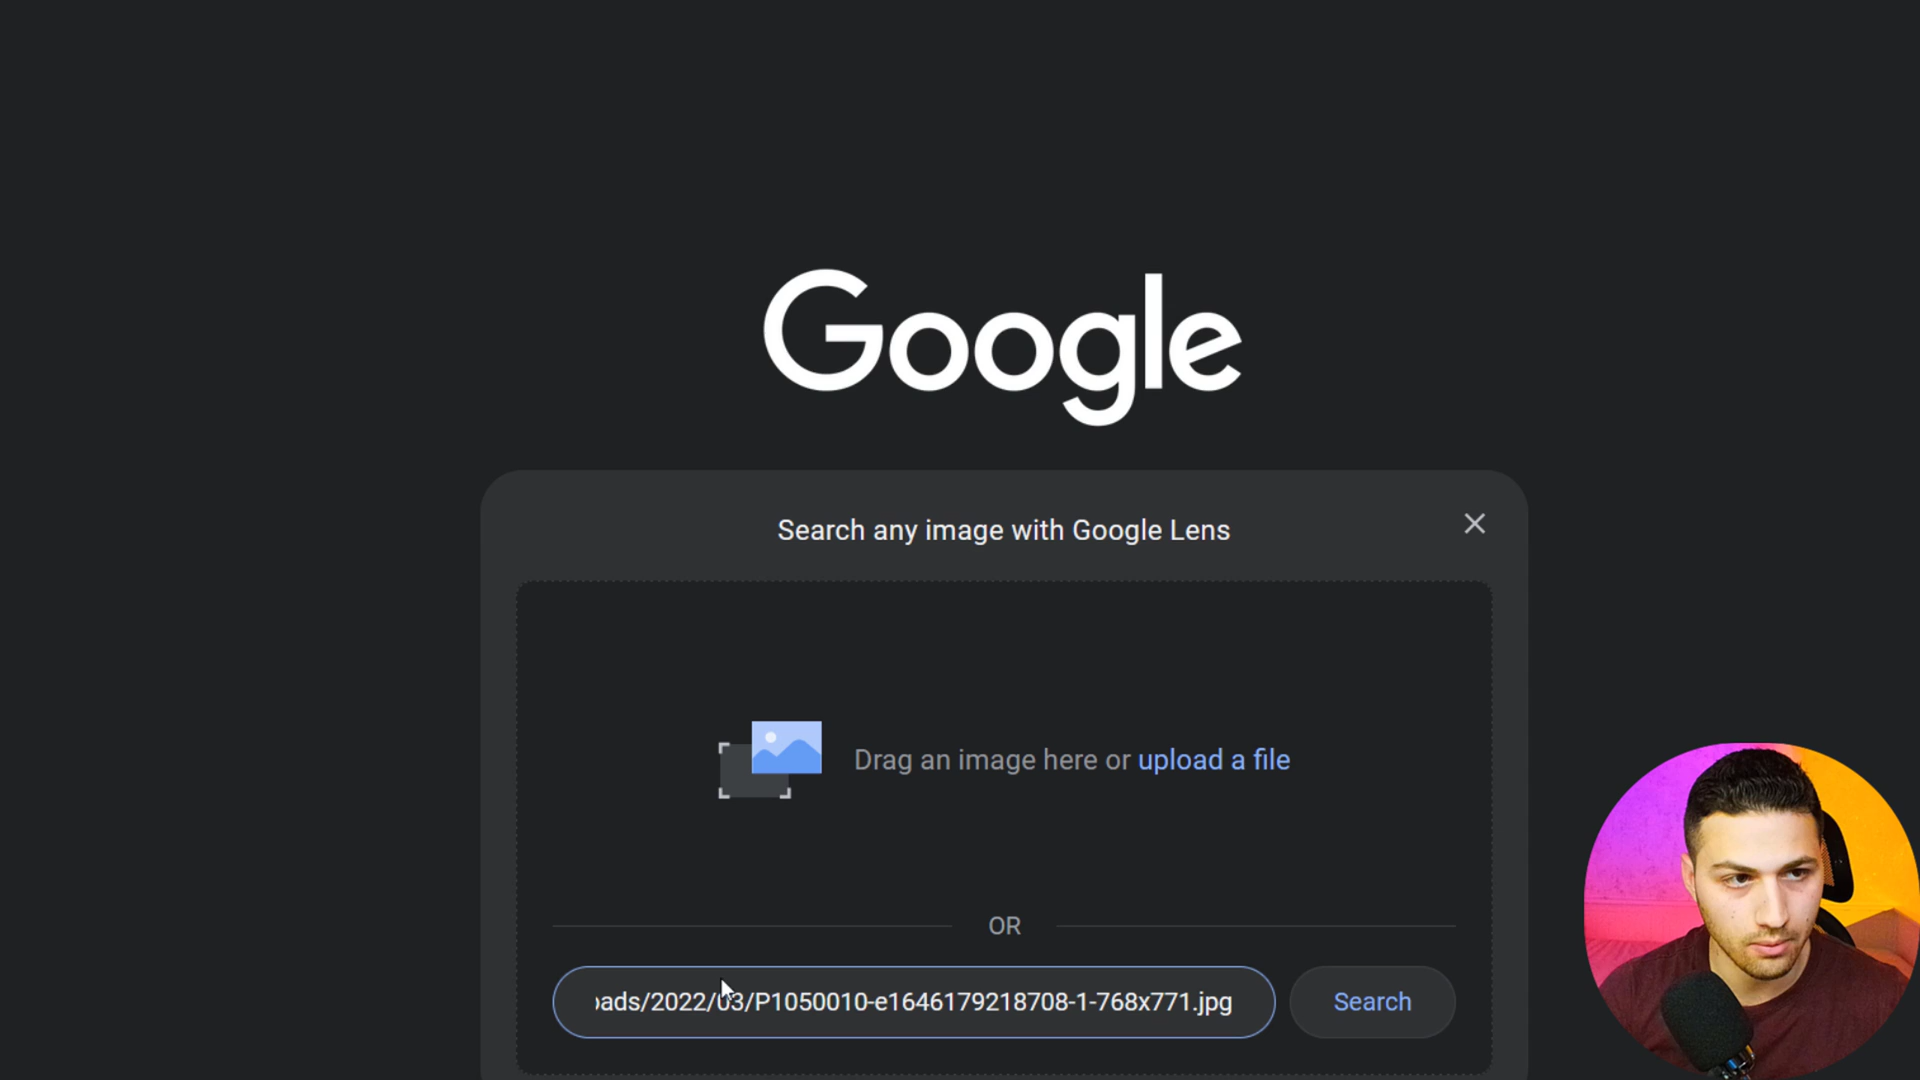 Google
Search any image with Google Lens
Drag an image here or upload a file
OR
ads/2022/03/P1050010-e1646179218708-1-768x771.jpg
Search